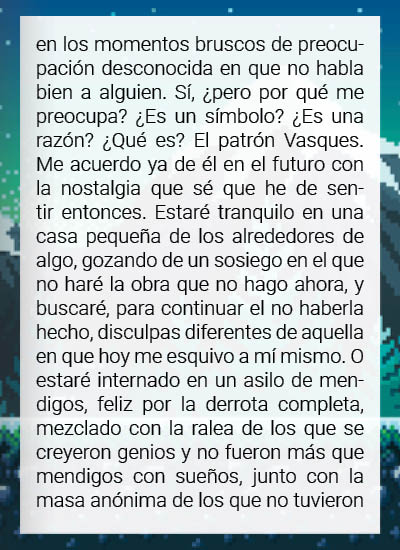 en los momentos bruscos de preocu-
pación desconocida en que no habla
bien a alguien. Sí, ¿pero por qué me
preocupa? ¿Es un símbolo? ¿Es una
razón? ¿Qué es? El patrón Vasques.
Me acuerdo ya de él en el futuro con
la nostalgia que sé que he de sen-
tir entonces. Estaré tranquilo en una
casa pequeña de los alrededores de
algo, gozando de un sosiego en el que
no haré la obra que no hago ahora, y
buscaré, para continuar el no haberla
hecho, disculpas diferentes de aquella
en que hoy me esquivo a mí mismo. O
estaré internado en un asilo de men-
digos, feliz por la derrota completa,
mezclado con la ralea de los que se
creyeron genios y no fueron más que
mendigos con sueños, junto con la
masa anónima de los que no tuvieron